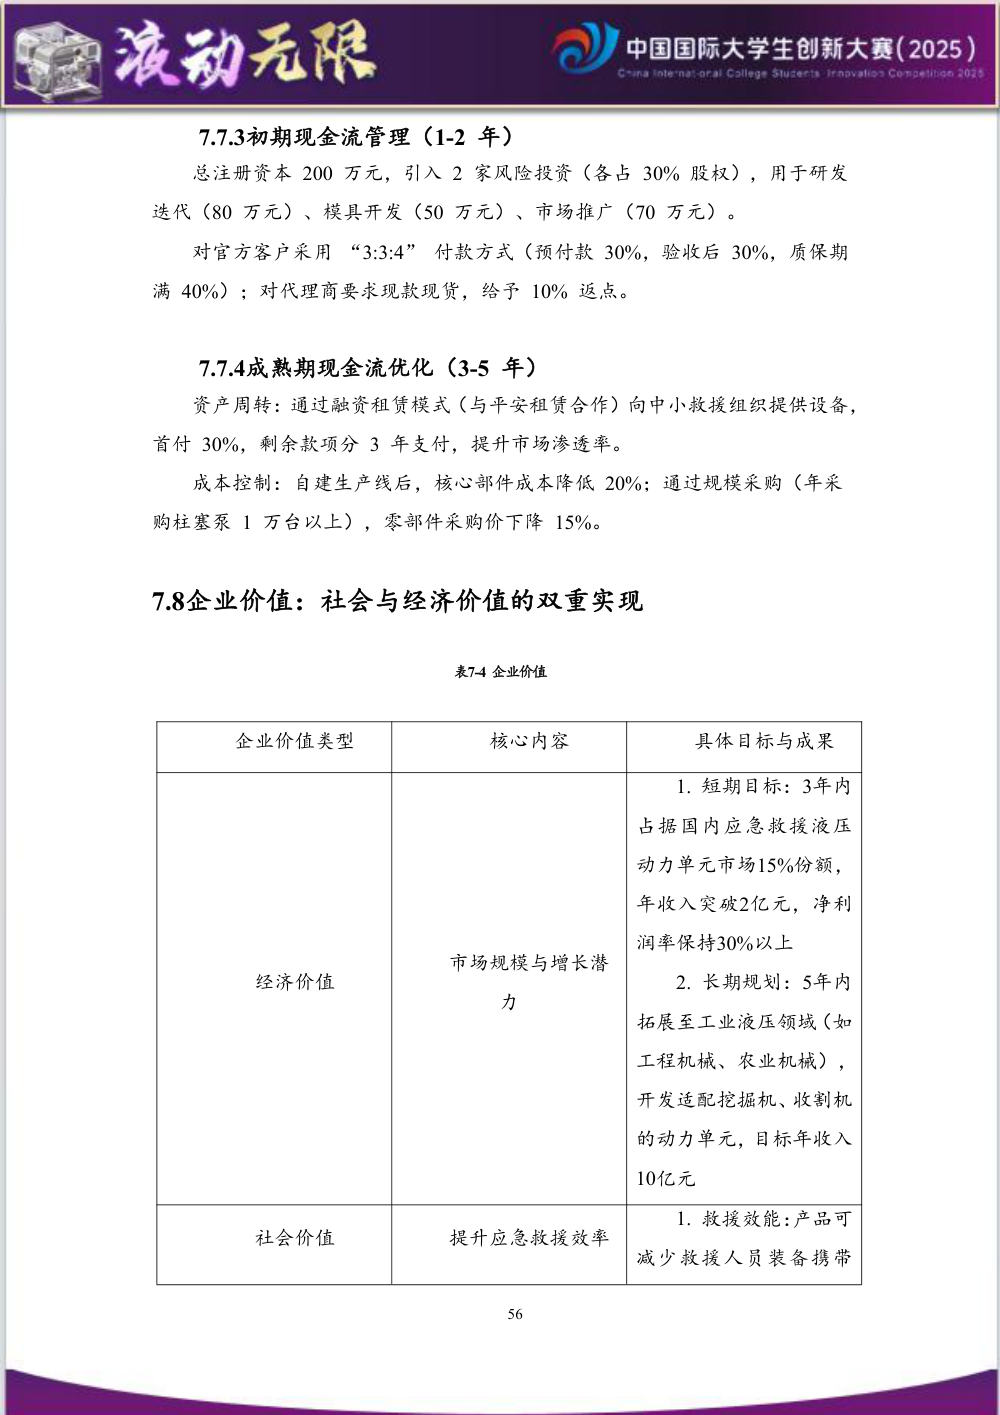 液动无限
中国国际大学生创新大赛(2025)
China International College Students Innovation Competition 2025
7.7.3初期现金流管理（1-2 年）
总注册资本 200 万元，引入 2 家风险投资（各占 30% 股权），用于研发
迭代（80 万元）、模具开发（50 万元）、市场推广（70 万元）。
对官方客户采用 “3:3:4” 付款方式（预付款 30%，验收后 30%，质保期
满 40%）；对代理商要求现款现货，给予 10% 返点。
7.7.4成熟期现金流优化（3-5 年）
资产周转：通过融资租赁模式（与平安租赁合作）向中小救援组织提供设备，
首付 30%，剩余款项分 3 年支付，提升市场渗透率。
成本控制：自建生产线后，核心部件成本降低 20%；通过规模采购（年采
购柱塞泵 1 万台以上），零部件采购价下降 15%。
7.8企业价值：社会与经济价值的双重实现
表7-4 企业价值
企业价值类型
核心内容
具体目标与成果
经济价值
市场规模与增长潜
力
1. 短期目标：3年内
占据国内应急救援液压
动力单元市场15%份额，
年收入突破2亿元，净利
润率保持30%以上
2. 长期规划：5年内
拓展至工业液压领域（如
工程机械、农业机械），
开发适配挖掘机、收割机
的动力单元，目标年收入
10亿元
社会价值
提升应急救援效率
1. 救援效能：产品可
减少救援人员装备携带
56